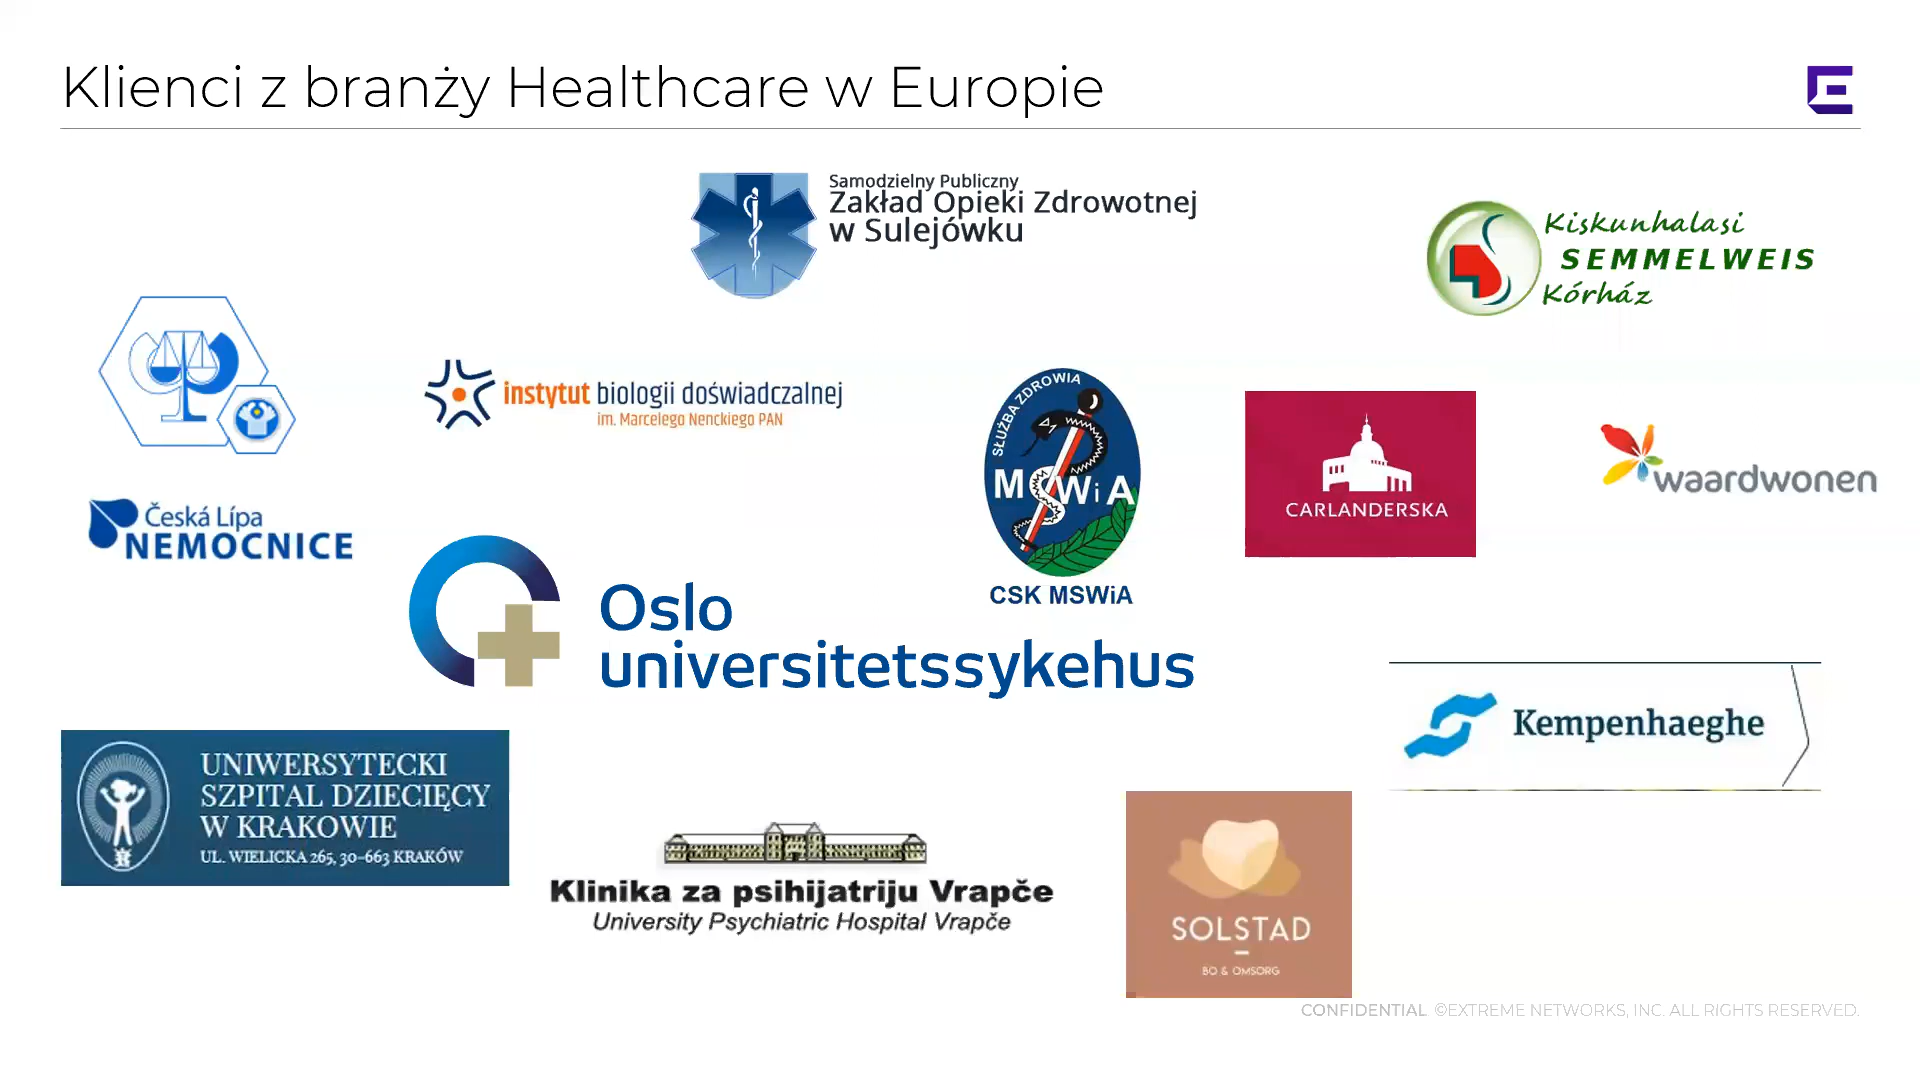 Klienci z branży Healthcare w Europie
Samodzielny Publiczny
Zakład Opieki Zdrowotnej
w Sulejówku
Kiskunhalasi
SEMMELWEIS
Kórház
instytut biologii doświadczalnej
im. Marcelego Nenckiego PAN
SŁUŻBA ZDROWIA
MSWiA
CSK MSWiA
CARLANDERSKA
waardwonen
Česká Lípa
NEMOCNICE
Oslo
universitetssykehus
Kempenhaeghe
UNIWERSYTECKI
SZPITAL DZIECIĘCY
W KRAKOWIE
UL. WIELICKA 265, 30-663 KRAKÓW
Klinika za psihijatriju Vrapče
University Psychiatric Hospital Vrapče
SOLSTAD
BO & OMSORG
CONFIDENTIAL. ©EXTREME NETWORKS, INC. ALL RIGHTS RESERVED.